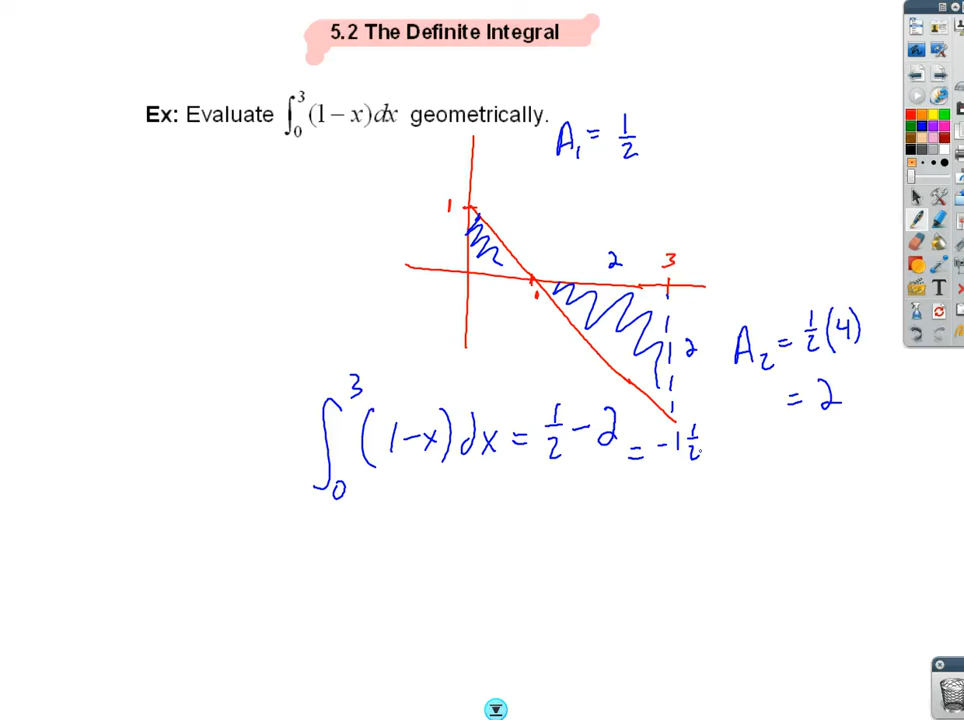 5.2 The Definite Integral
Ex: Evaluate ∫₀³ (1 − x)dx geometrically.
A₁ = 1/2
1
2 3
1
2
A₂ = 1/2 (4)
= 2
∫₀³ (1−x)dx = 1/2 − 2 = −1 1/2
T